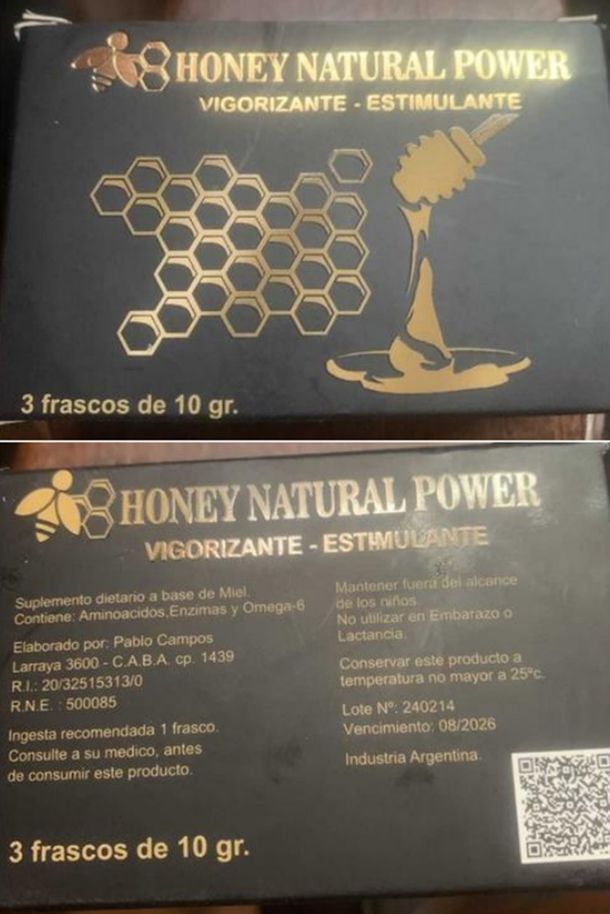 HONEY NATURAL POWER
VIGORIZANTE - ESTIMULANTE
3 frascos de 10 gr.
HONEY NATURAL POWER
VIGORIZANTE - ESTIMULANTE
Suplemento dietario a base de Miel.
Contiene: Aminoacidos,Enzimas y Omega-6
Elaborado por: Pablo Campos
Larraya 3600 - C.A.B.A. cp. 1439
R.I.: 20/32515313/0
R.N.E. : 500085
Ingesta recomendada 1 frasco.
Consulte a su medico, antes
de consumir este producto.
Mantener fuera del alcance
de los niños.
No utilizar en Embarazo o
Lactancia.
Conservar este producto a
temperatura no mayor a 25ºc.
Lote Nº: 240214
Vencimiento: 08/2026
Industria Argentina.
3 frascos de 10 gr.